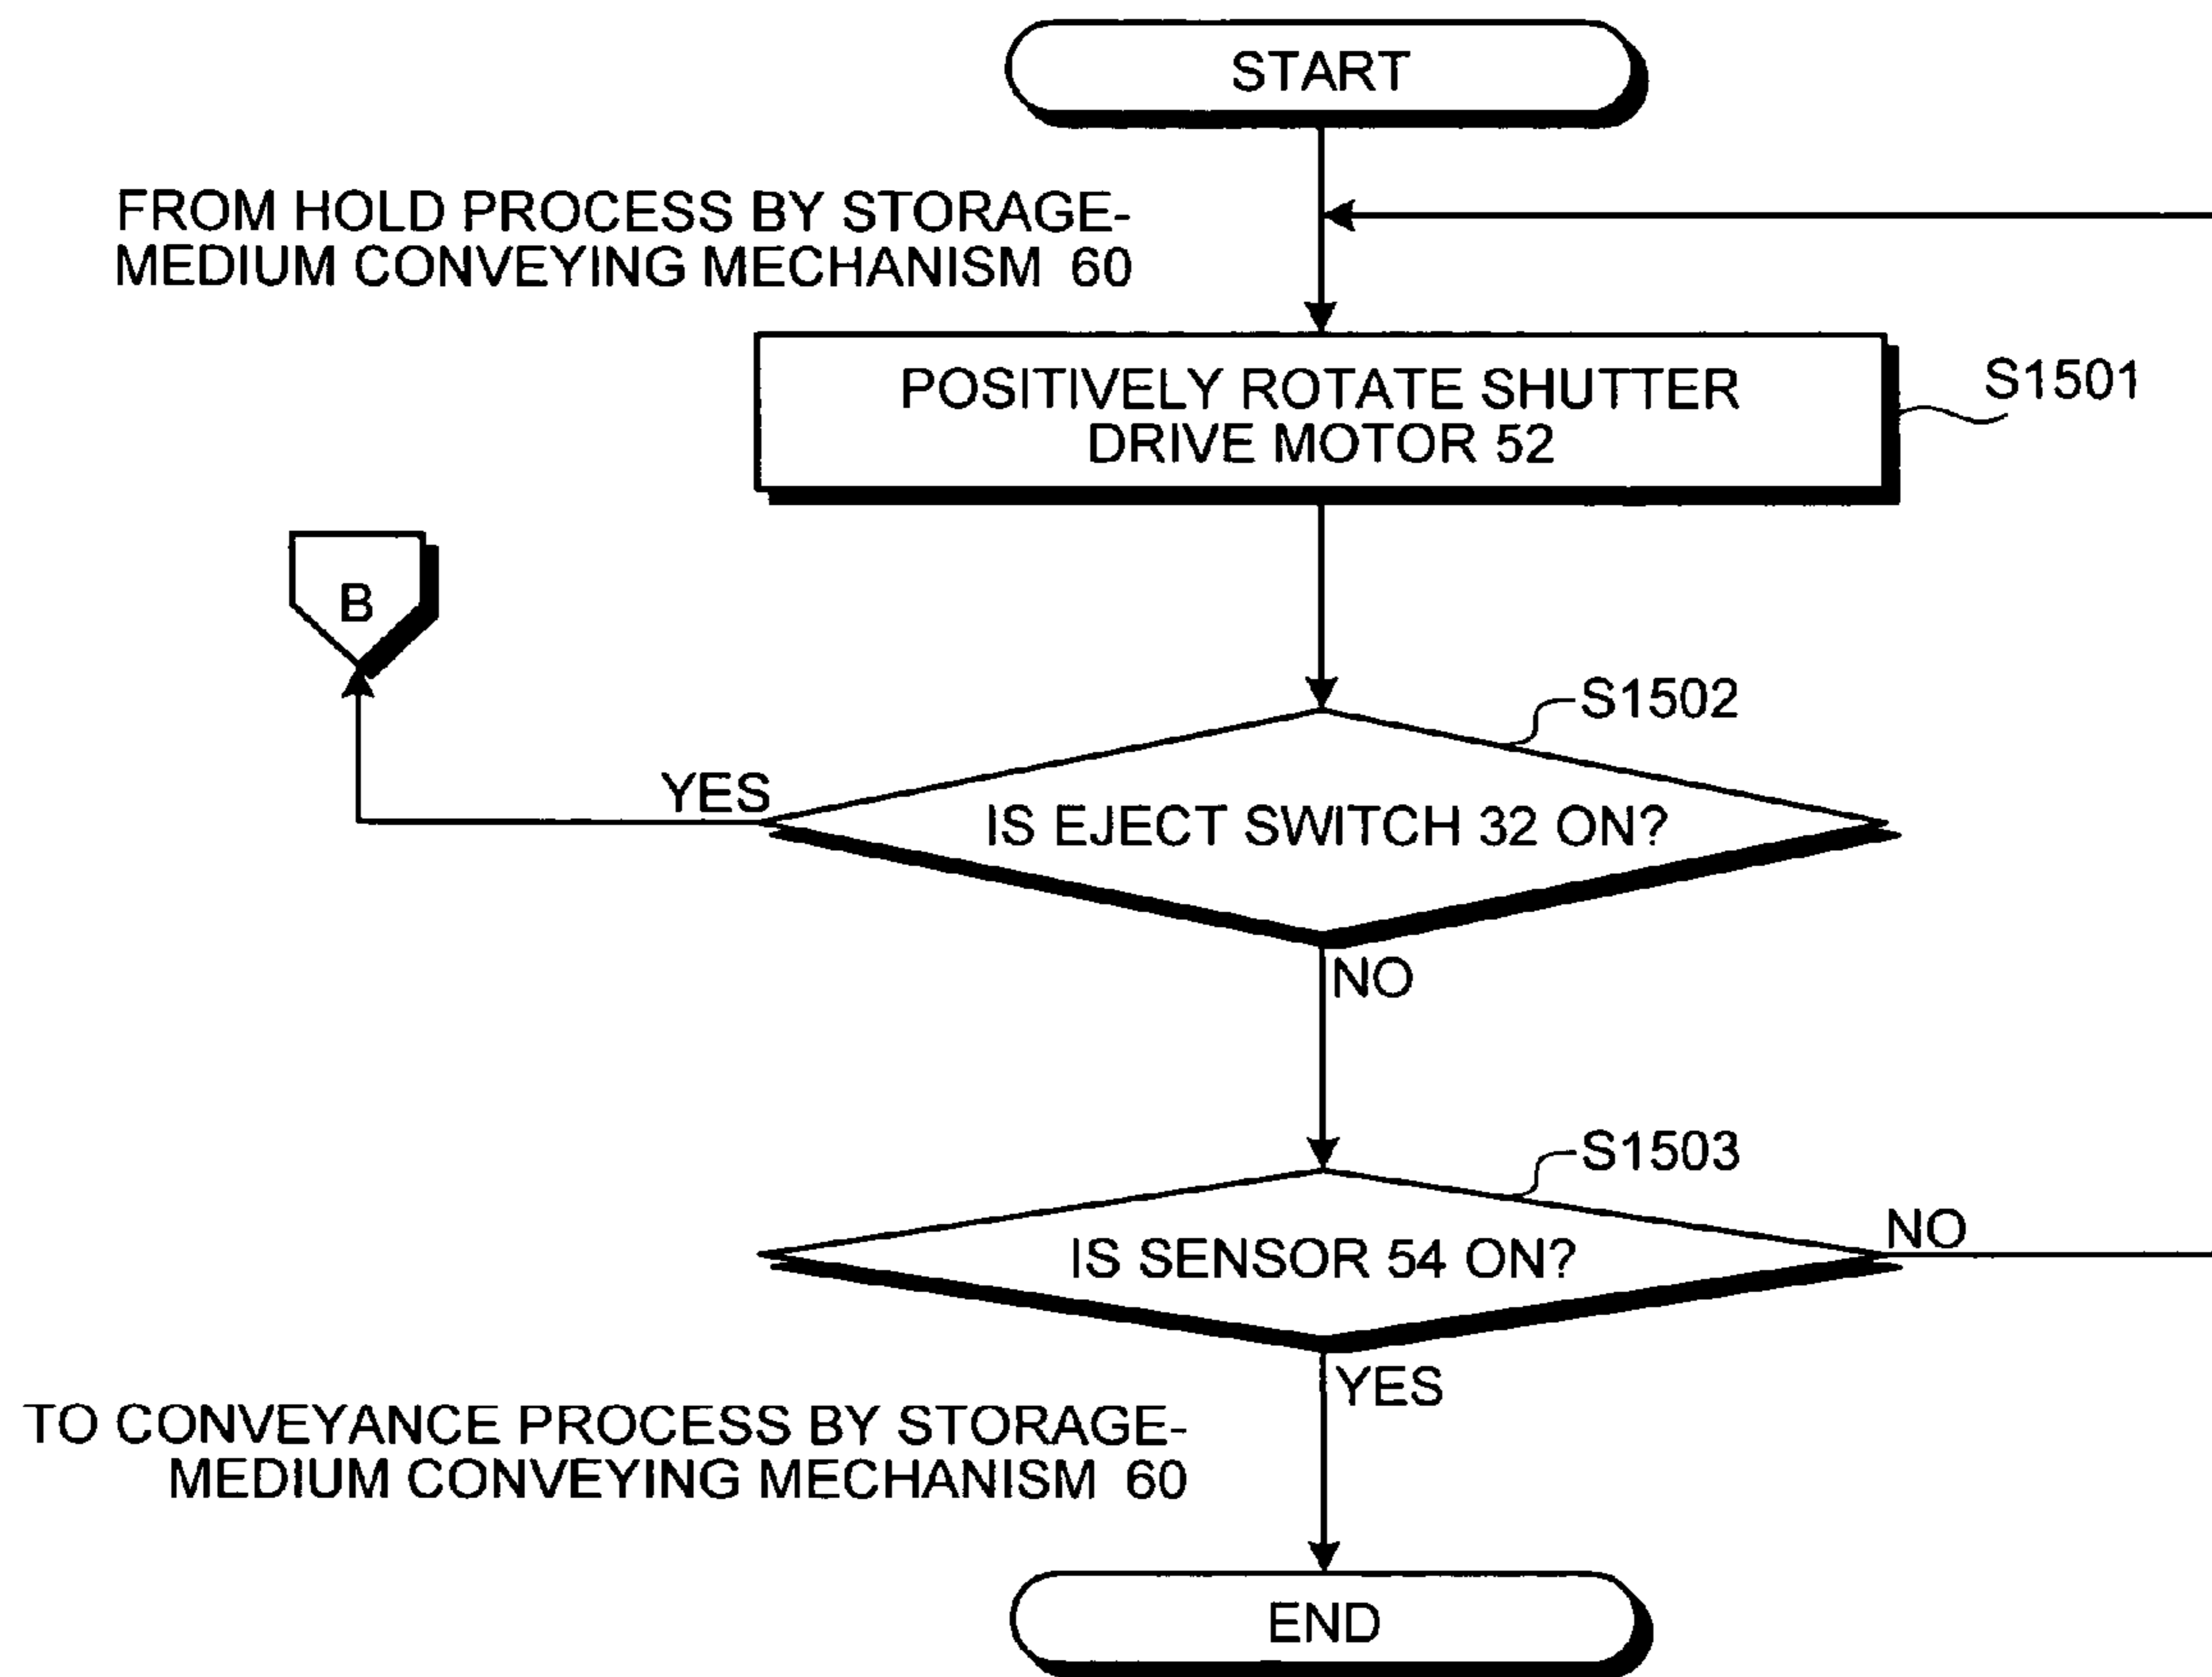 START
FROM HOLD PROCESS BY STORAGE-
MEDIUM CONVEYING MECHANISM 60
POSITIVELY ROTATE SHUTTER
DRIVE MOTOR 52
S1501
B
S1502
YES
IS EJECT SWITCH 32 ON?
NO
S1503
IS SENSOR 54 ON?
NO
YES
TO CONVEYANCE PROCESS BY STORAGE-
MEDIUM CONVEYING MECHANISM 60
END